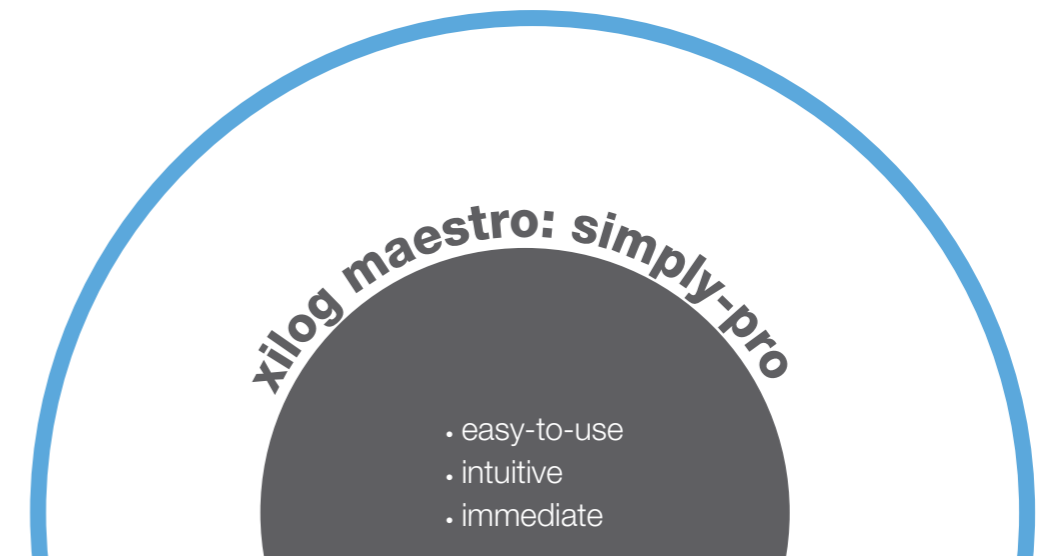 xilog maestro: simply-pro
• easy-to-use
• intuitive
• immediate